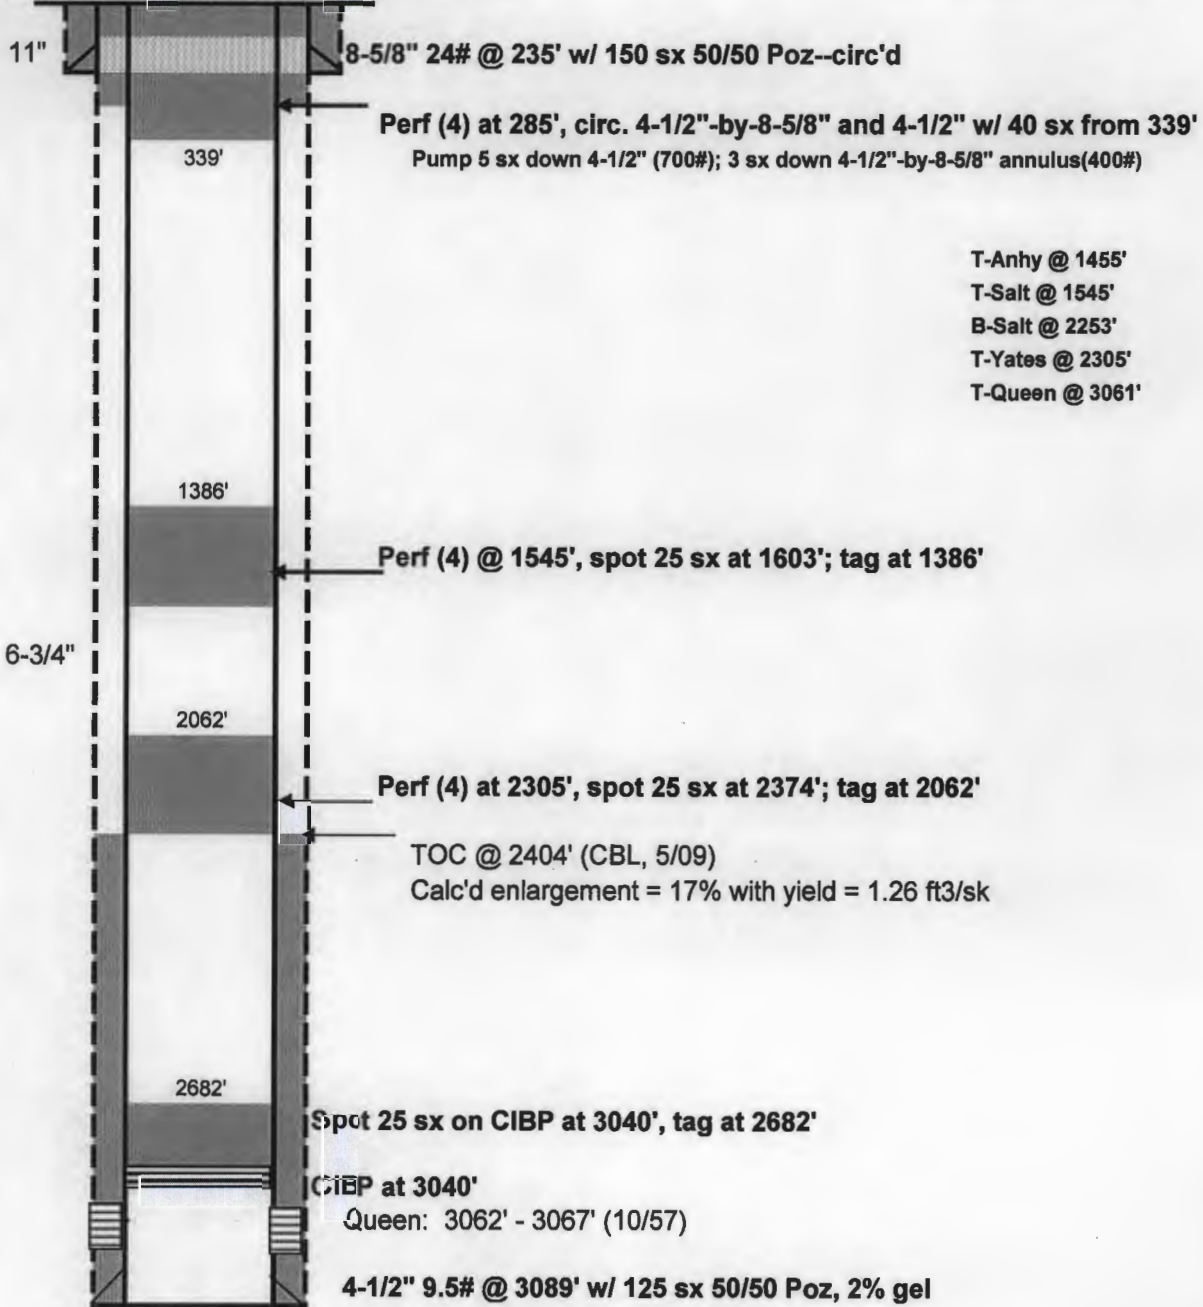 11"
8-5/8" 24# @ 235' w/ 150 sx 50/50 Poz--circ'd
Perf (4) at 285', circ. 4-1/2"-by-8-5/8" and 4-1/2" w/ 40 sx from 339'
Pump 5 sx down 4-1/2" (700#); 3 sx down 4-1/2"-by-8-5/8" annulus(400#)
339'
T-Anhy @ 1455'
T-Salt @ 1545'
B-Salt @ 2253'
T-Yates @ 2305'
T-Queen @ 3061'
1386'
Perf (4) @ 1545', spot 25 sx at 1603'; tag at 1386'
6-3/4"
2062'
Perf (4) at 2305', spot 25 sx at 2374'; tag at 2062'
TOC @ 2404' (CBL, 5/09)
Calc'd enlargement = 17% with yield = 1.26 ft3/sk
2682'
Spot 25 sx on CIBP at 3040', tag at 2682'
CIBP at 3040'
Queen: 3062' - 3067' (10/57)
4-1/2" 9.5# @ 3089' w/ 125 sx 50/50 Poz, 2% gel